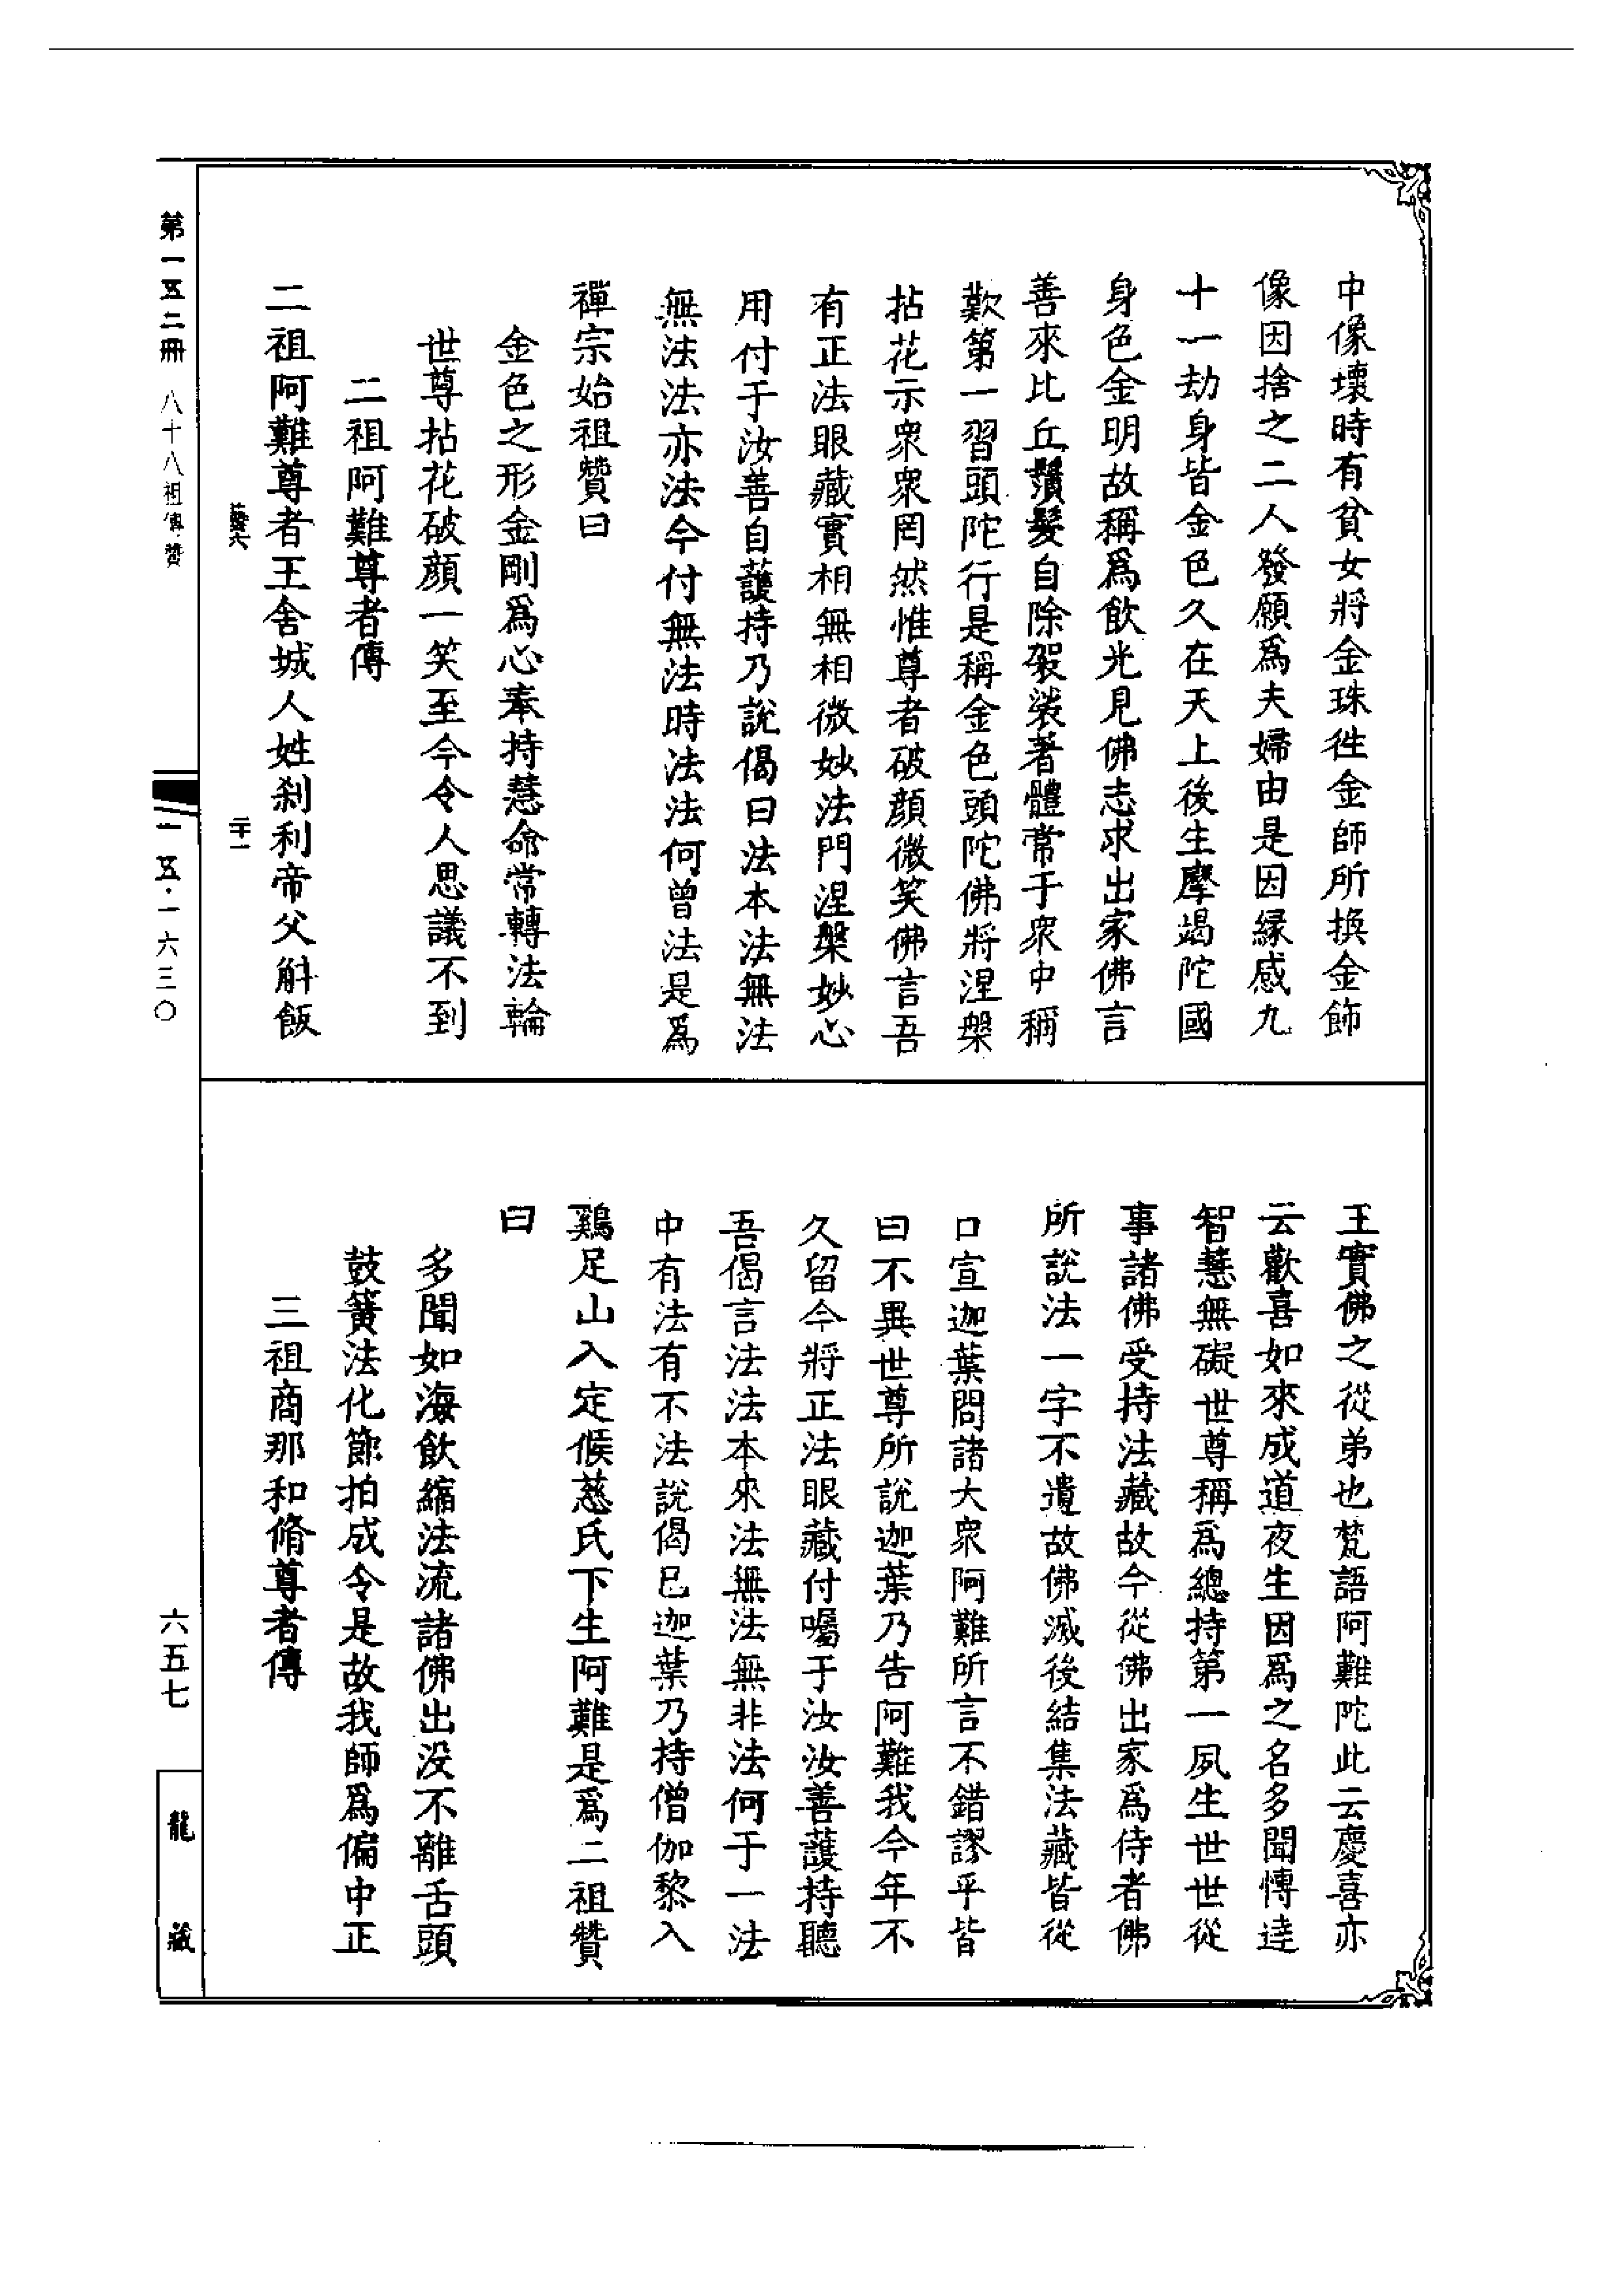 中像壞時有貧女將金珠徃金師所換金飾
像因捨之二人發願爲夫婦由是因緣感九
十一劫身皆金色久在天上後生摩竭陀國
身色金明故稱爲飲光見佛志求出家佛言
善來比丘鬚髮自除袈裟著體常于衆中稱
歎第一習頭陀行是稱金色頭陀佛將涅槃
拈花示衆衆罔然惟尊者破顔微笑佛言吾
有正法眼藏實相無相微妙法門涅槃妙心
用付于汝善自護持乃說偈曰法本法無法
無法法亦法今付無法時法法何曾法是爲
禪宗始祖贊曰
金色之形金剛爲心奉持慧命常轉法輪
世尊拈花破顔一笑至今令人思議不到
二祖阿難尊者傳
二祖阿難尊者王舍城人姓刹利帝父斛飯
王實佛之從弟也梵語阿難陀此云慶喜亦
云歡喜如來成道夜生因爲之名多聞愽達
智慧無礙世尊稱爲總持第一夙生世世從
事諸佛受持法藏故今從佛出家爲侍者佛
所說法一字不遺故佛滅後結集法藏皆從
口宣迦葉問諸大衆阿難所言不錯謬乎皆
曰不異世尊所說迦葉乃告阿難我今年不
久留今將正法眼藏付囑于汝汝善護持聽
吾偈言法法本來法無法無非法何于一法
中有法有不法說偈已迦葉乃持僧伽黎入
鷄足山入定候慈氏下生阿難是爲二祖贊
曰
多聞如海飲縮法流諸佛出没不離舌頭
鼓簧法化節拍成令是故我師爲偏中正
三祖商那和脩尊者傳
第一五二冊 八十八祖傳贊
一五·一六三〇
六五七
龍藏
二十一